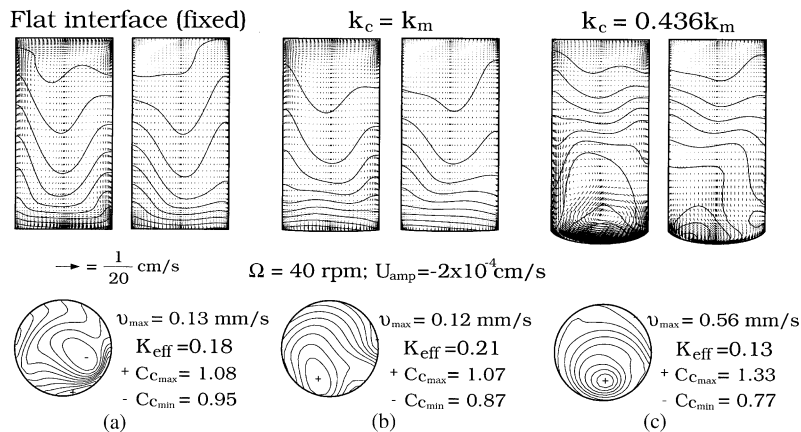 Flat interface (fixed) k_c = k_m k_c = 0.436k_m
→ = 1/20 cm/s Ω = 40 rpm; U_amp=-2x10^-4cm/s
υ_max = 0.13 mm/s
K_eff=0.18
+ Cc_max = 1.08
- Cc_min = 0.95
-
+
(a)
υ_max = 0.12 mm/s
K_eff=0.21
+ Cc_max = 1.07
- Cc_min = 0.87
+
(b)
υ_max = 0.56 mm/s
K_eff=0.13
+ Cc_max = 1.33
- Cc_min = 0.77
+
(c)